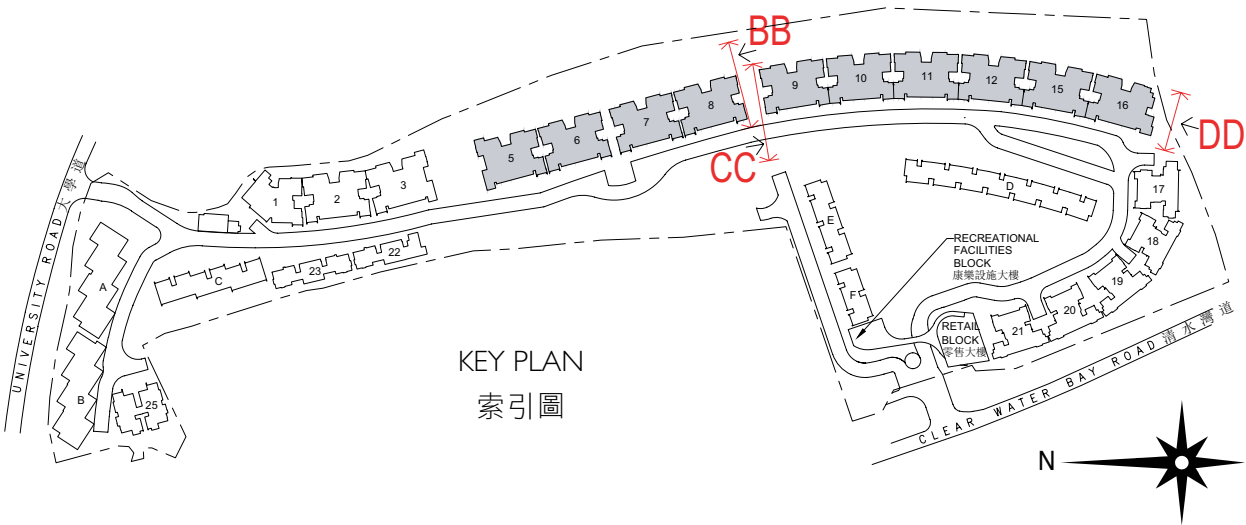 BB
9
10
11
12
15
16
8
7
6
5
CC
DD
3
2
1
UNIVERSITY ROAD 大學道
A
C
23
22
D
E
F
17
18
19
20
21
RECREATIONAL
FACILITIES
BLOCK
康樂設施大樓
RETAIL
BLOCK
零售大樓
B
25
KEY PLAN
索引圖
CLEAR WATER BAY ROAD 清水灣道
N